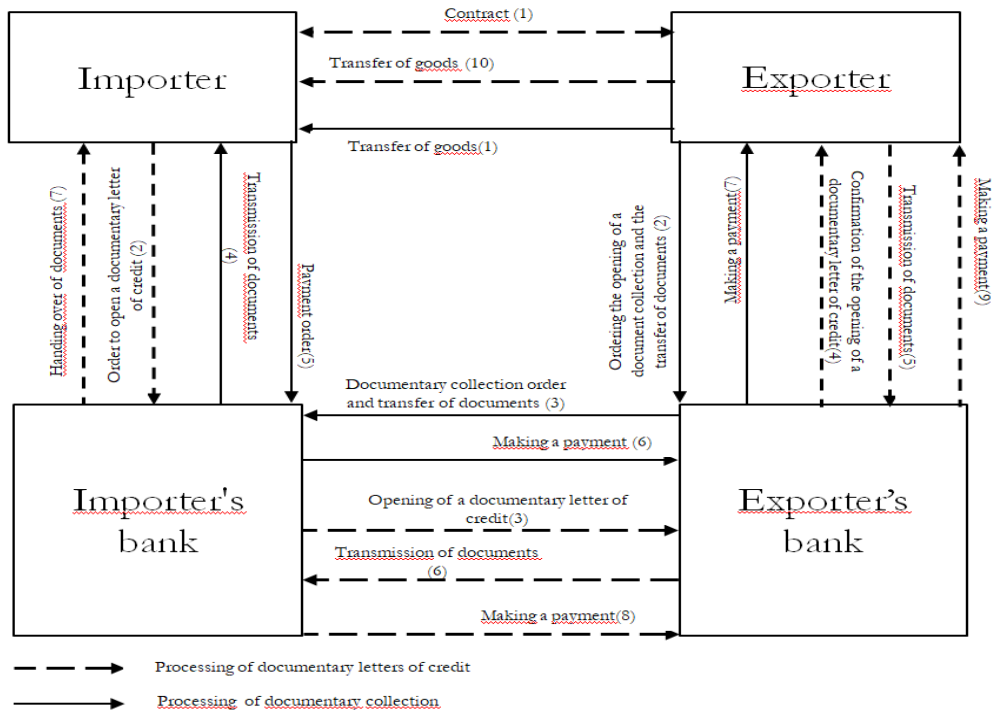 Contract (1)
Importer
Transfer of goods (10)
Exporter
Transfer of goods(1)
Handing over of documents (7)
Order to open a documentary letter
of credit (2)
Transmission of documents
(4)
Payment order(5)
Ordering the opening of a
document collection and the
transfer of documents (2)
Making a payment(7)
Confirmation of the opening of a
documentary letter of credit(4)
Transmission of documents(5)
Making a payment(9)
Documentary collection order
and transfer of documents (3)
Making a payment (6)
Importer's
bank
Opening of a documentary letter of
credit(3)
Exporter's
bank
Transmission of documents
(6)
Making a payment(8)
Processing of documentary letters of credit
Processing of documentary collection